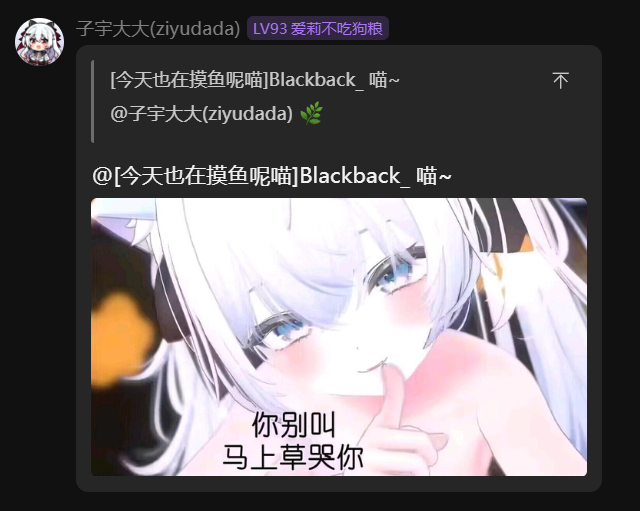 子宇大大(ziyudada) LV93 爱莉不吃狗粮
[今天也在摸鱼呢喵]Blackback_ 喵~
@子宇大大(ziyudada) 🌿
@[今天也在摸鱼呢喵]Blackback_ 喵~
你别叫
马上草哭你